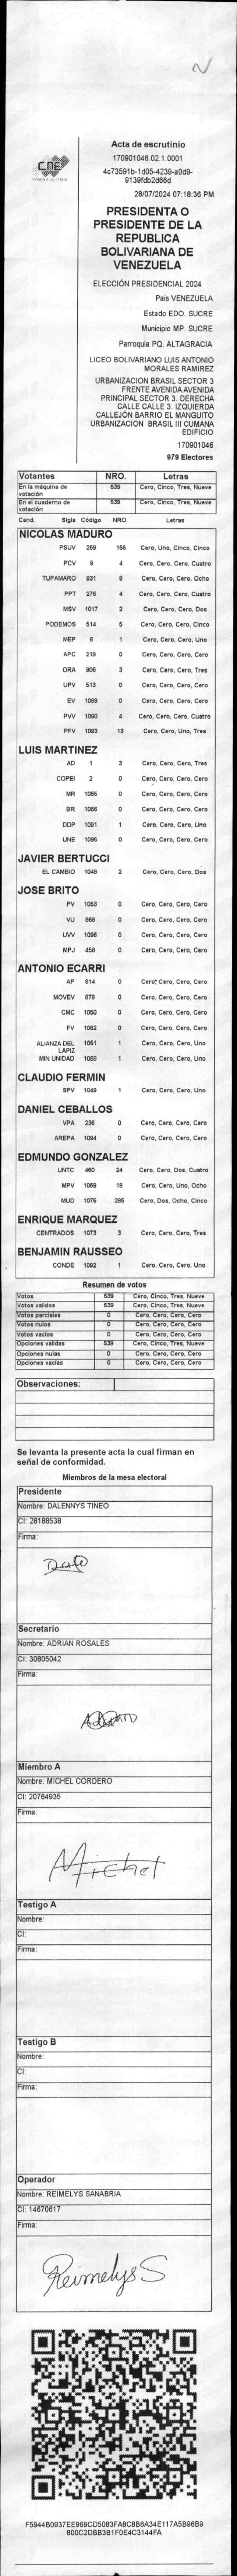 CNE
Acta de escrutinio
170901046.02.1.0001
4c73591b-1d05-4239-a0d9-
9139fdb2d66d
28/07/2024 07:18:36 PM
PRESIDENTA O
PRESIDENTE DE LA
REPUBLICA
BOLIVARIANA DE
VENEZUELA
ELECCIÓN PRESIDENCIAL 2024
País VENEZUELA
Estado EDO. SUCRE
Municipio MP. SUCRE
Parroquia PQ. ALTAGRACIA
LICEO BOLIVARIANO LUIS ANTONIO
MORALES RAMIREZ
URBANIZACION BRASIL SECTOR 3
FRENTE AVENIDA AVENIDA
PRINCIPAL SECTOR 3. DERECHA
CALLE CALLE 3. IZQUIERDA
CALLEJÓN BARRIO EL MANGUITO
URBANIZACION BRASIL III CUMANA
EDIFICIO
170901046
979 Electores
Votantes NRO. Letras
En la máquina de votación 539 Cero, Cinco, Tres, Nueve
En el cuaderno de votación 539 Cero, Cinco, Tres, Nueve
Cand. Sigla Código NRO. Letras
NICOLAS MADURO
PSUV 269 155 Cero, Uno, Cinco, Cinco
PCV 9 4 Cero, Cero, Cero, Cuatro
TUPAMARO 931 8 Cero, Cero, Cero, Ocho
PPT 276 4 Cero, Cero, Cero, Cuatro
MSV 1017 2 Cero, Cero, Cero, Dos
PODEMOS 514 5 Cero, Cero, Cero, Cinco
MEP 6 1 Cero, Cero, Cero, Uno
APC 219 0 Cero, Cero, Cero, Cero
ORA 906 3 Cero, Cero, Cero, Tres
UPV 513 0 Cero, Cero, Cero, Cero
EV 1089 0 Cero, Cero, Cero, Cero
PVV 1090 4 Cero, Cero, Cero, Cuatro
PFV 1093 13 Cero, Cero, Uno, Tres
LUIS MARTINEZ
AD 1 3 Cero, Cero, Cero, Tres
COPEI 2 0 Cero, Cero, Cero, Cero
MR 1065 0 Cero, Cero, Cero, Cero
BR 1066 0 Cero, Cero, Cero, Cero
DDP 1091 1 Cero, Cero, Cero, Uno
UNE 1095 0 Cero, Cero, Cero, Cero
JAVIER BERTUCCI
EL CAMBIO 1048 2 Cero, Cero, Cero, Dos
JOSE BRITO
PV 1053 0 Cero, Cero, Cero, Cero
VU 868 0 Cero, Cero, Cero, Cero
UVV 1096 0 Cero, Cero, Cero, Cero
MPJ 458 0 Cero, Cero, Cero, Cero
ANTONIO ECARRI
AP 814 0 Cero, Cero, Cero, Cero
MOVEV 878 0 Cero, Cero, Cero, Cero
CMC 1050 0 Cero, Cero, Cero, Cero
FV 1062 0 Cero, Cero, Cero, Cero
ALIANZA DEL LAPIZ 1051 1 Cero, Cero, Cero, Uno
MIN UNIDAD 1068 1 Cero, Cero, Cero, Uno
CLAUDIO FERMIN
SPV 1049 1 Cero, Cero, Cero, Uno
DANIEL CEBALLOS
VPA 236 0 Cero, Cero, Cero, Cero
AREPA 1094 0 Cero, Cero, Cero, Cero
EDMUNDO GONZALEZ
UNTC 460 24 Cero, Cero, Dos, Cuatro
MPV 1069 18 Cero, Cero, Uno, Ocho
MUD 1076 285 Cero, Dos, Ocho, Cinco
ENRIQUE MARQUEZ
CENTRADOS 1073 3 Cero, Cero, Cero, Tres
BENJAMIN RAUSSEO
CONDE 1092 1 Cero, Cero, Cero, Uno
Resumen de votos
Votos 539 Cero, Cinco, Tres, Nueve
Votos validos 539 Cero, Cinco, Tres, Nueve
Votos parciales 0 Cero, Cero, Cero, Cero
Votos nulos 0 Cero, Cero, Cero, Cero
Votos vacios 0 Cero, Cero, Cero, Cero
Opciones validas 539 Cero, Cinco, Tres, Nueve
Opciones nulas 0 Cero, Cero, Cero, Cero
Opciones vacias 0 Cero, Cero, Cero, Cero
Observaciones:
Se levanta la presente acta la cual firman en
señal de conformidad.
Miembros de la mesa electoral
Presidente
Nombre: DALENNYS TINEO
CI: 28188538
Firma:
Secretario
Nombre: ADRIAN ROSALES
CI: 30805042
Firma:
Miembro A
Nombre: MICHEL CORDERO
CI: 20764935
Firma:
Michel
Testigo A
Nombre:
CI:
Firma:
Testigo B
Nombre:
CI:
Firma:
Operador
Nombre: REIMELYS SANABRIA
CI: 14670617
Firma:
Reimelys S
F5944B0937EE969CD5083FA8C8B6A34E117A5B96B9
800C2DBB3B1F0E4C3144FA